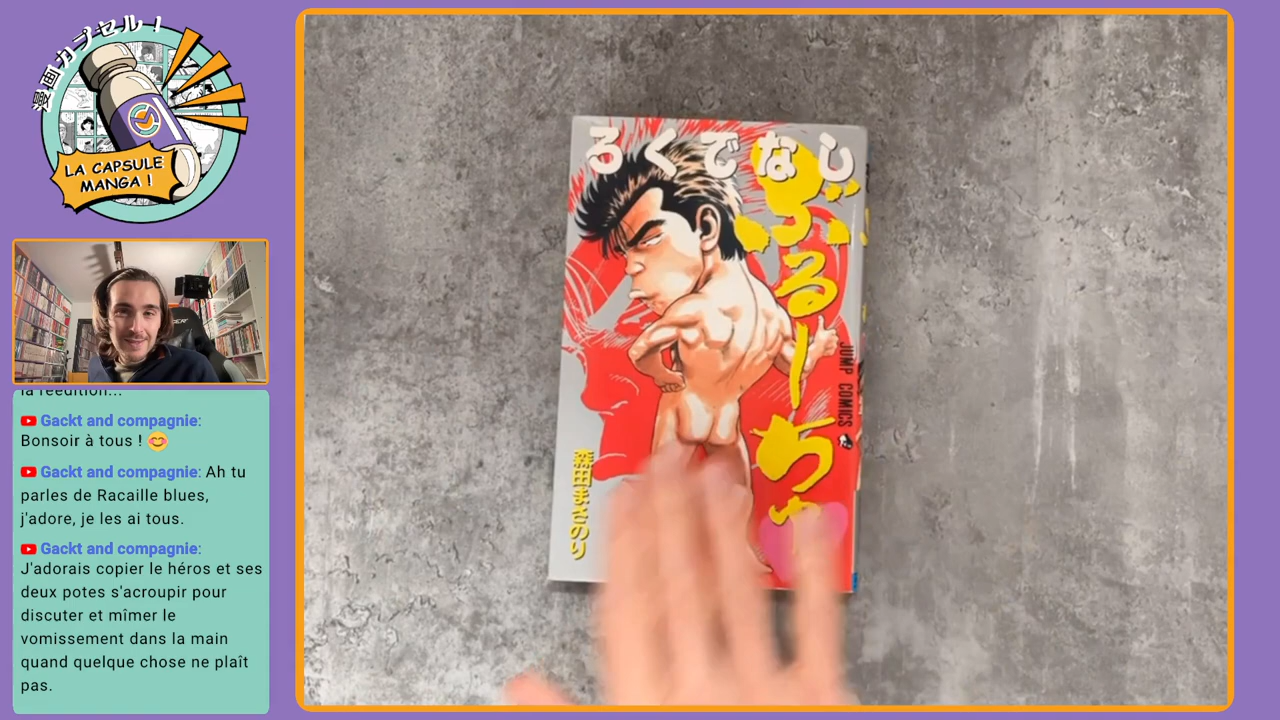 漫画カプセル！
LA CAPSULE
MANGA !
la réédition...
Gackt and compagnie:
Bonsoir à tous ! 😊
Gackt and compagnie: Ah tu
parles de Racaille blues,
j'adore, je les ai tous.
Gackt and compagnie:
J'adorais copier le héros et ses
deux potes s'acroupir pour
discuter et mîmer le
vomissement dans la main
quand quelque chose ne plaît
pas.
ろくでなし
ぶるーちゅ
JUMP COMICS
森田まさのり